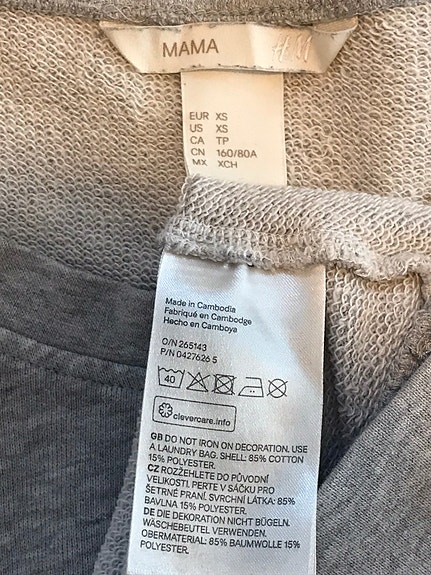 MAMA H&M
EUR XS
US XS
CA TP
CN 160/80A
MX XCH
Made in Cambodia
Fabriqué en Cambodge
Hecho en Camboya
O/N 265143
P/N 0427626 5
40
clevercare.info
GB DO NOT IRON ON DECORATION. USE
A LAUNDRY BAG. SHELL: 85% COTTON
15% POLYESTER.
CZ ROZŽEHLETE DO PŮVODNÍ
VELIKOSTI. PERTE V SÁČKU PRO
ŠETRNÉ PRANÍ. SVRCHNÍ LÁTKA: 85%
BAVLNA 15% POLYESTER.
DE DIE DEKORATION NICHT BÜGELN.
WÄSCHEBEUTEL VERWENDEN.
OBERMATERIAL: 85% BAUMWOLLE 15%
POLYESTER.